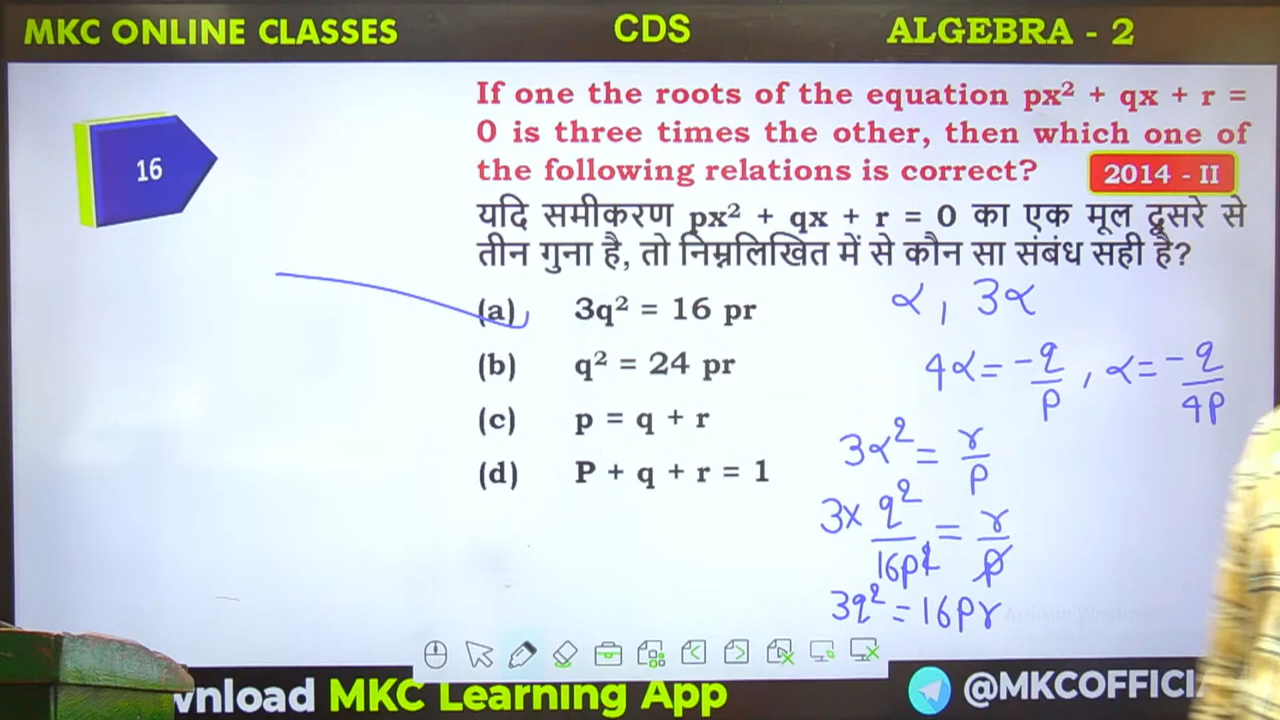 MKC ONLINE CLASSES
CDS
ALGEBRA - 2
16
If one the roots of the equation px² + qx + r =
0 is three times the other, then which one of
the following relations is correct?
2014 - II
यदि समीकरण px² + qx + r = 0 का एक मूल दूसरे से
तीन गुना है, तो निम्नलिखित में से कौन सा संबंध सही है?
(a) 3q² = 16 pr
(b) q² = 24 pr
(c) p = q + r
(d) P + q + r = 1
α, 3α
4α = -q/p, α = -q/4p
3α² = r/p
3× q²/16p² = r/p
3q² = 16pr
wnload MKC Learning App
@MKCOFFICI